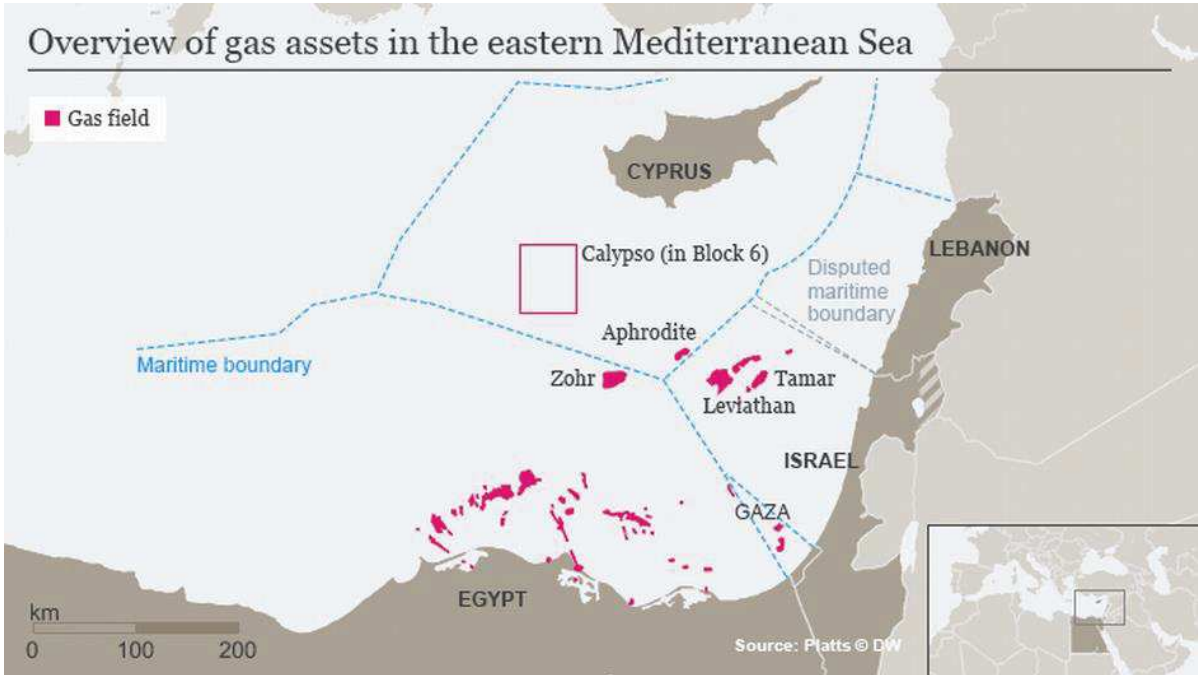 Overview of gas assets in the eastern Mediterranean Sea
Gas field
CYPRUS
Calypso (in Block 6)
LEBANON
Disputed
maritime
boundary
Aphrodite
Maritime boundary
Zohr
Tamar
Leviathan
ISRAEL
GAZA
EGYPT
km
0 100 200
Source: Platts © DW